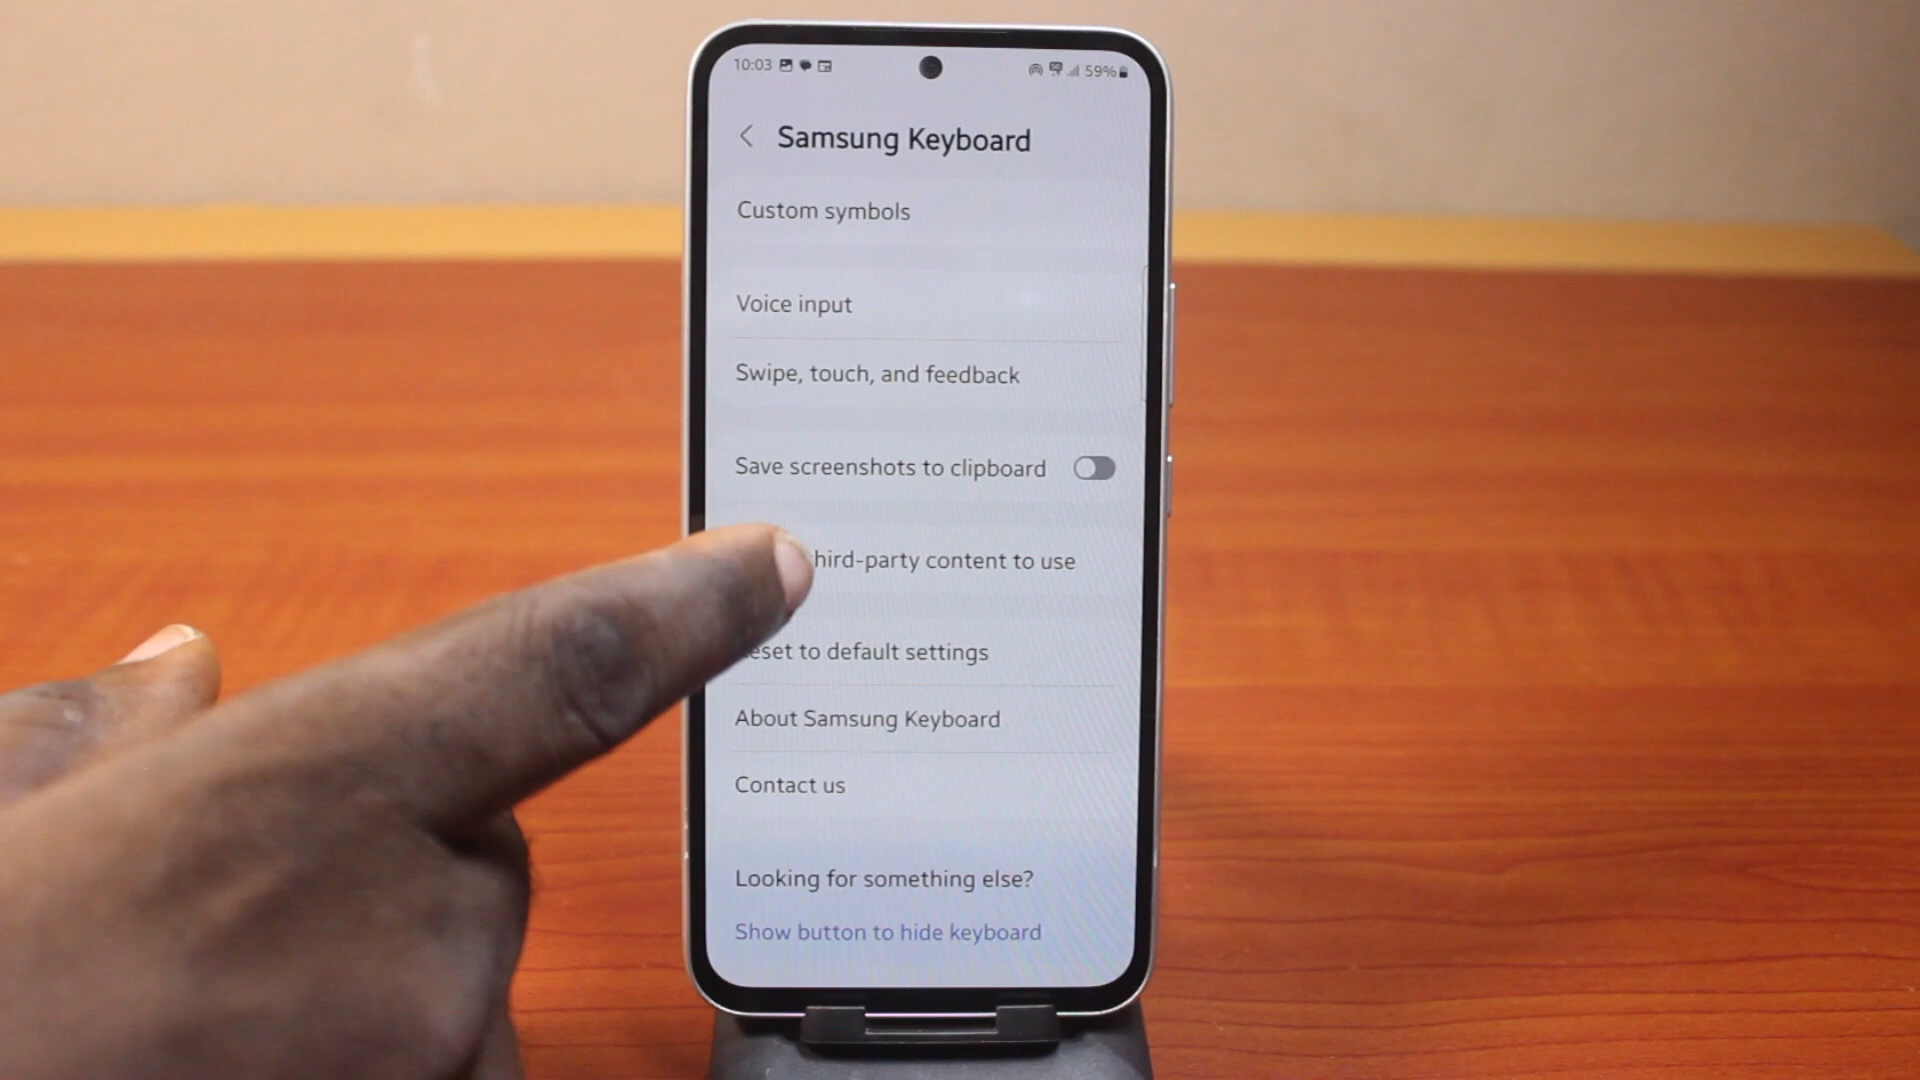 10:03 59%
Samsung Keyboard
Custom symbols
Voice input
Swipe, touch, and feedback
Save screenshots to clipboard
hird-party content to use
eset to default settings
About Samsung Keyboard
Contact us
Looking for something else?
Show button to hide keyboard